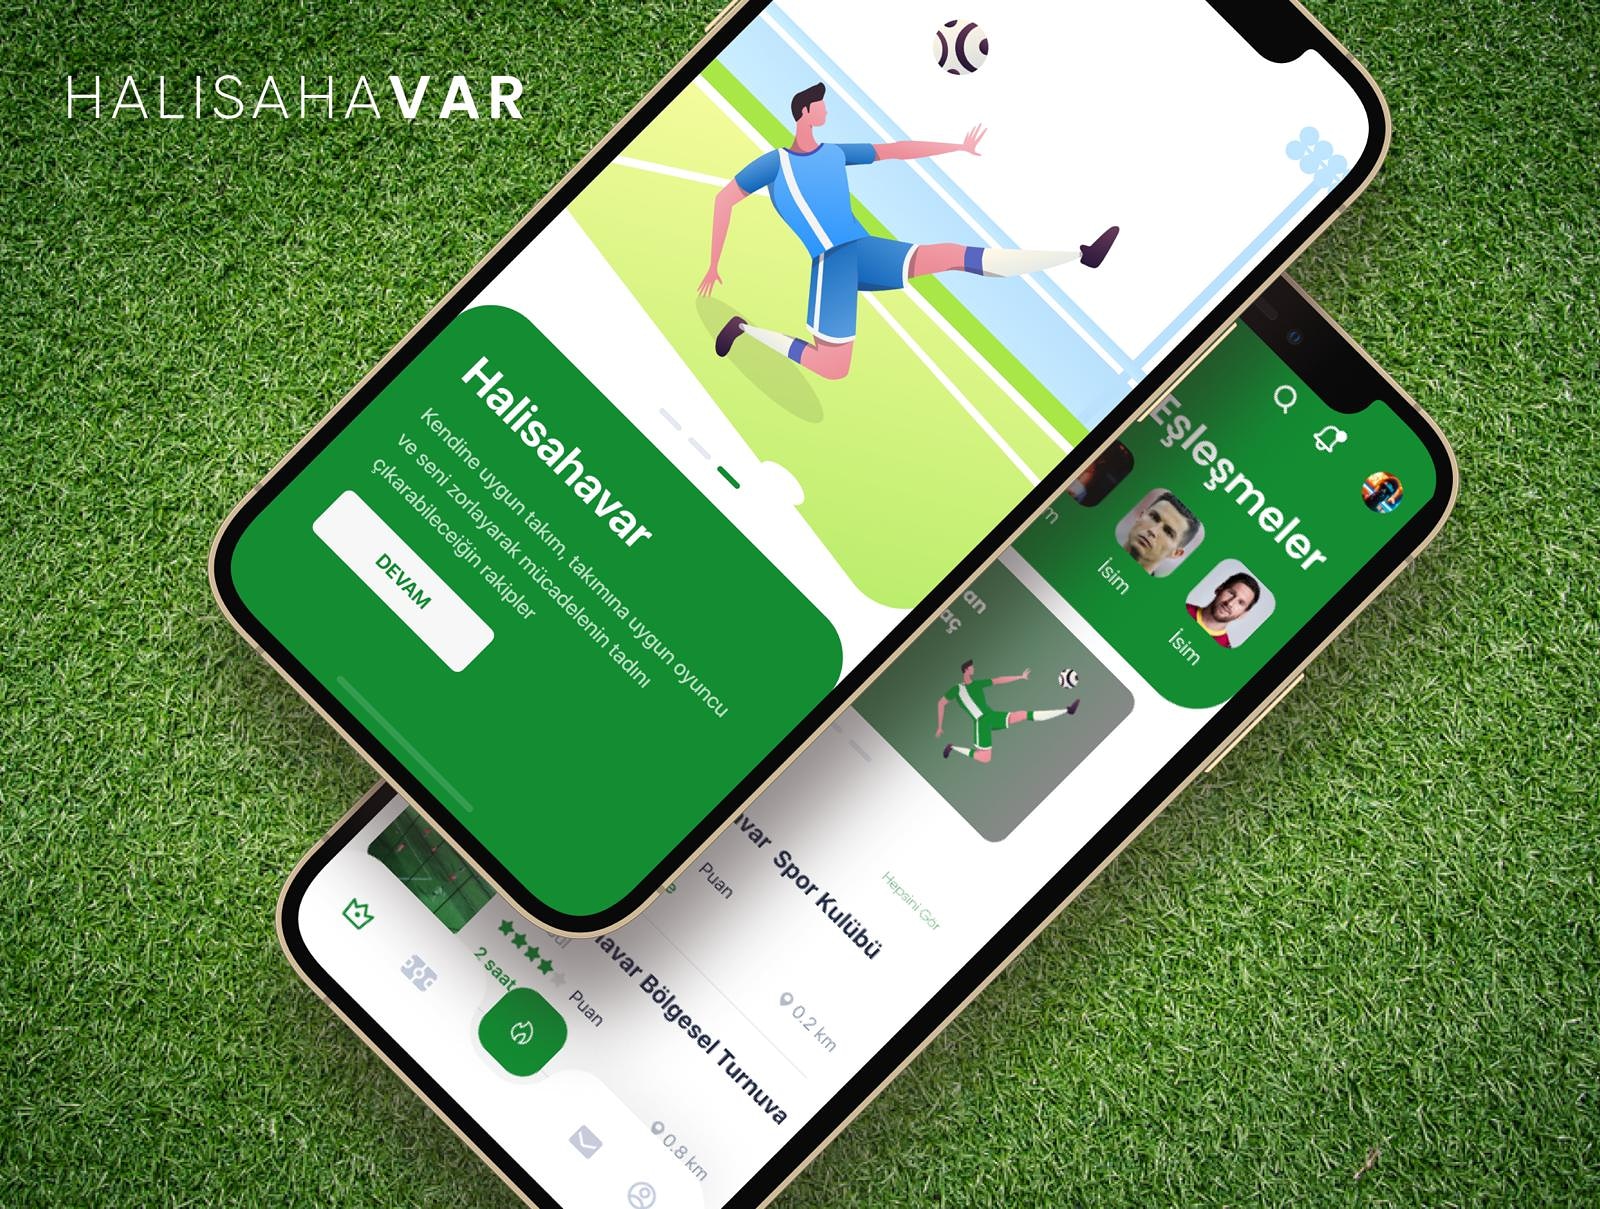 HALISAHAVAR
Halisahavar
Kendine uygun takım, takımına uygun oyuncu
ve seni zorlayarak mücadelenin tadını
çıkarabileceiğin rakipler
DEVAM
Eşleşmeler
İsim
İsim
Hepsini Gör
Spor Kulübü
Puan
0.2 km
Bölgesel Turnuva
Puan
2 saat
0.8 km